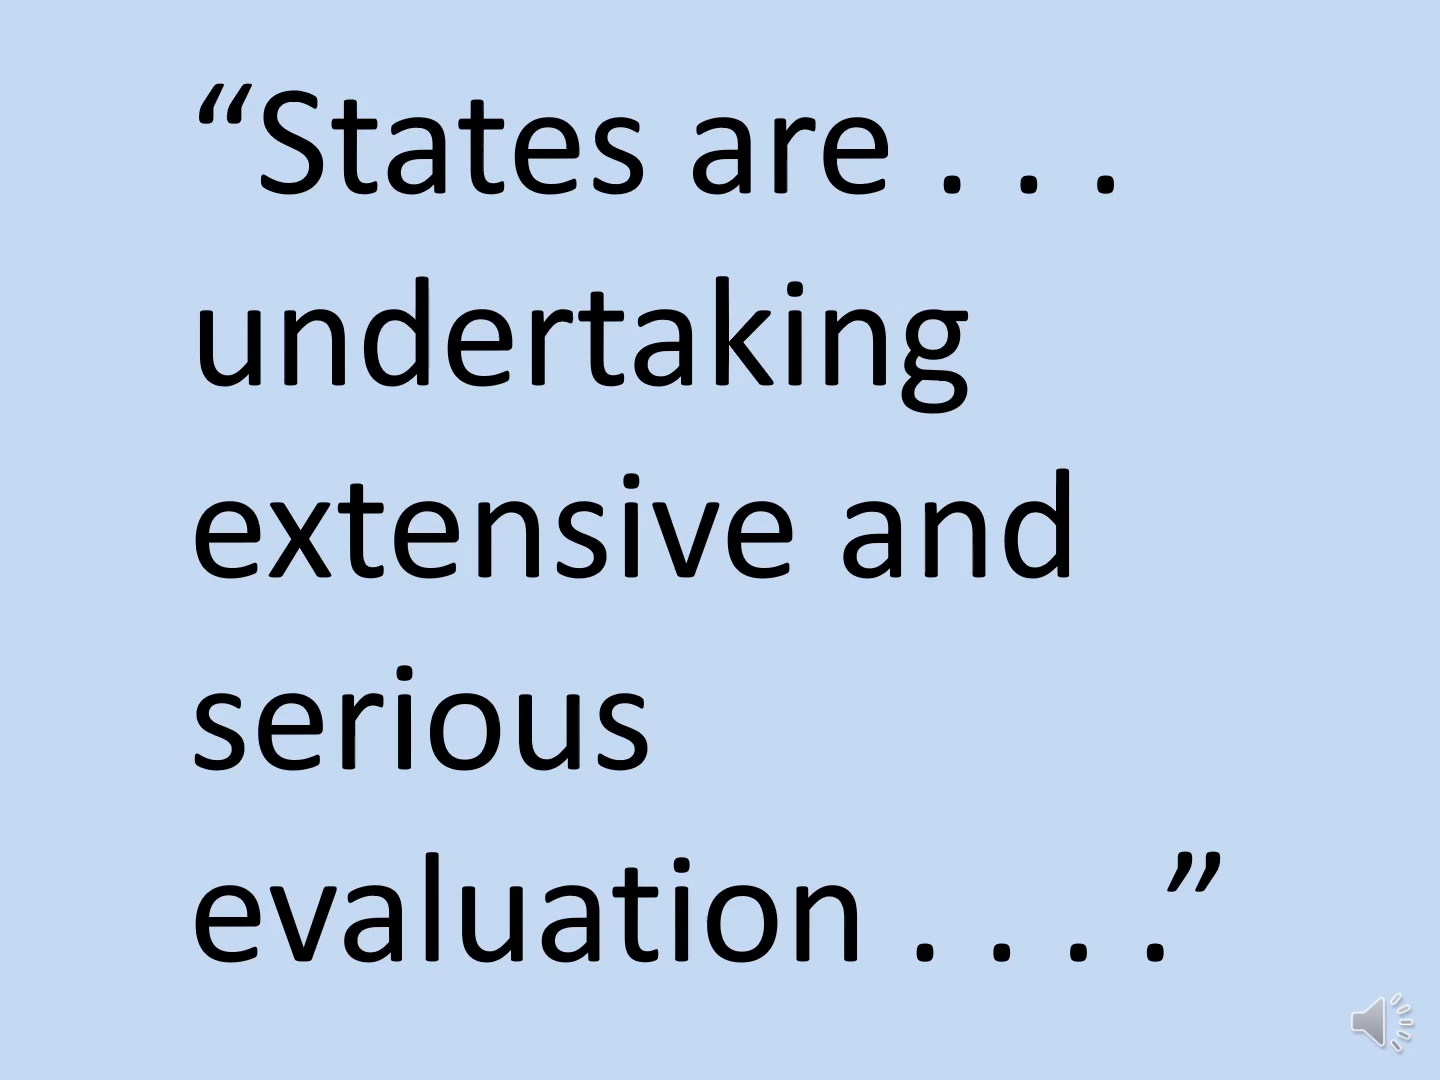 “States are . . .
undertaking
extensive and
serious
evaluation . . . .”